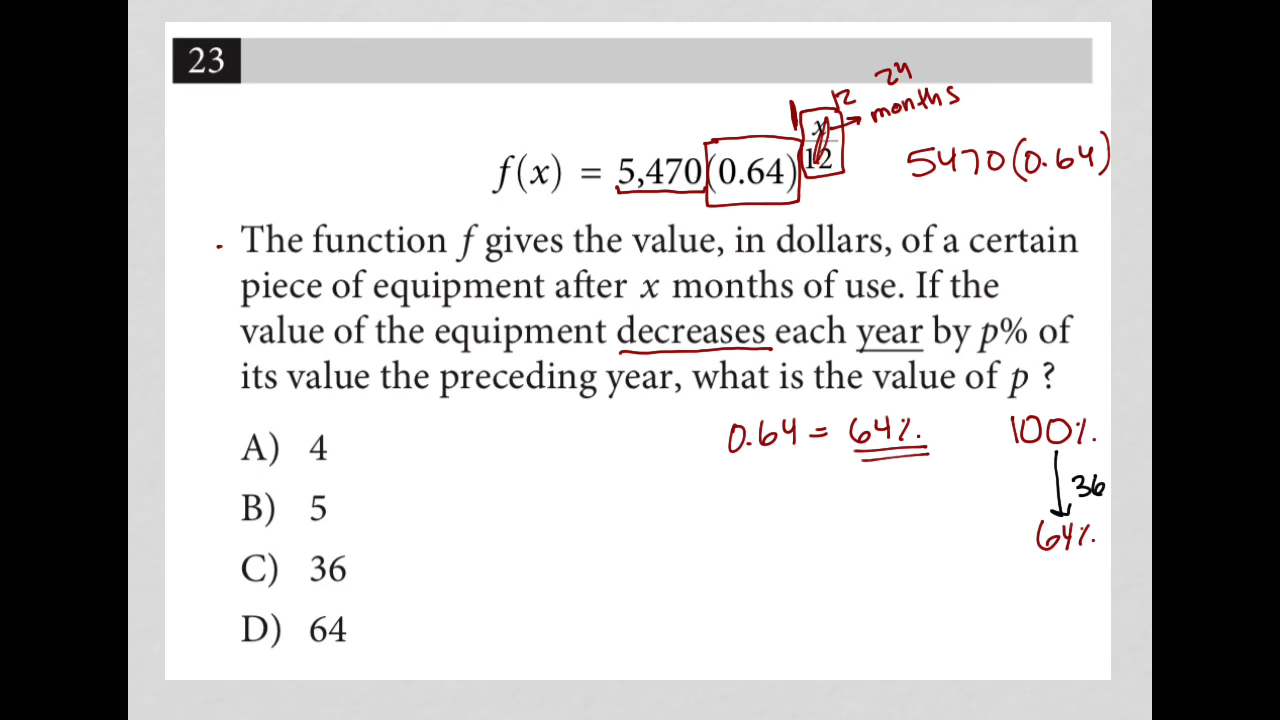 23
24
12 months
1
f(x) = 5,470(0.64)^(x/12)
5470(0.64)
The function f gives the value, in dollars, of a certain
piece of equipment after x months of use. If the
value of the equipment decreases each year by p% of
its value the preceding year, what is the value of p ?
0.64 = 64%. 100%.
A) 4
36
B) 5
64%.
C) 36
D) 64